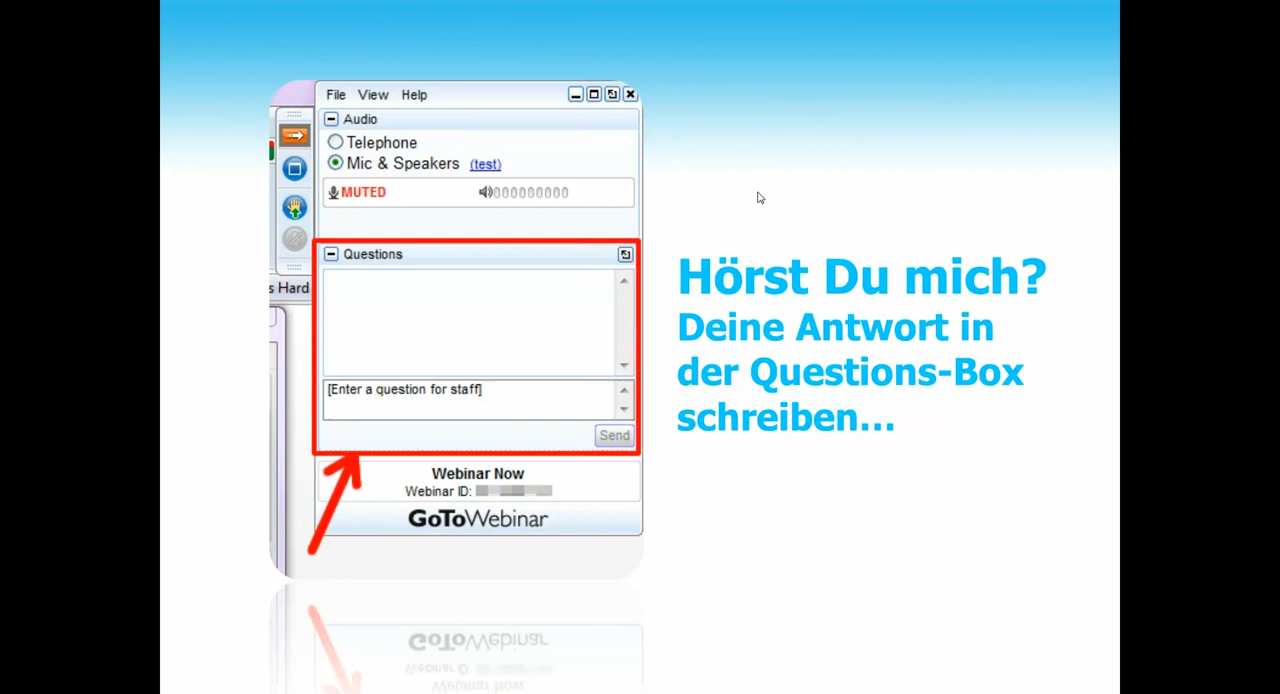 File View Help
Audio
Telephone
Mic & Speakers (test)
MUTED
Questions
s Hard
[Enter a question for staff]
Send
Webinar Now
Webinar ID:
GoToWebinar
Hörst Du mich?
Deine Antwort in
der Questions-Box
schreiben...